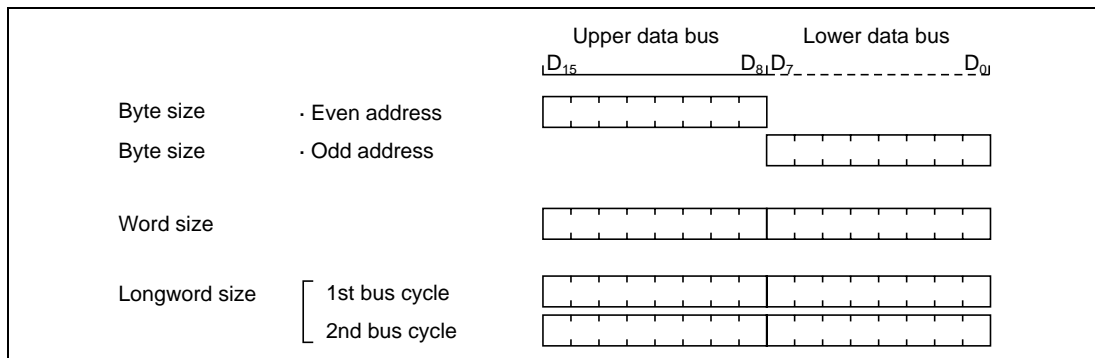 Upper data bus Lower data bus
D15 D8 D7 D0
Byte size · Even address
Byte size · Odd address
Word size
Longword size 1st bus cycle
2nd bus cycle